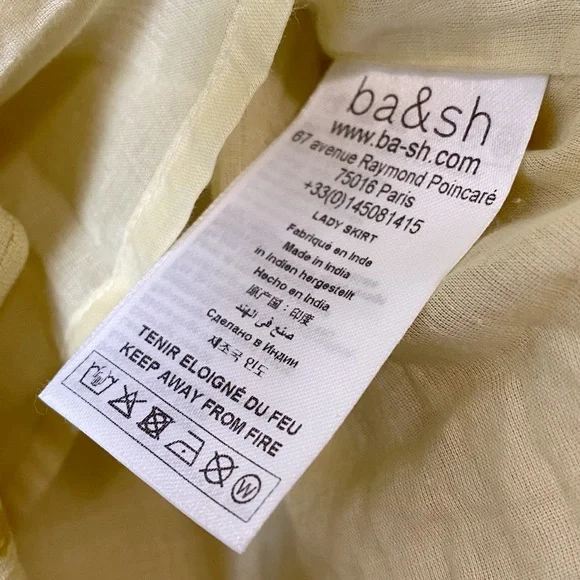 ba&sh
www.ba-sh.com
67 avenue Raymond Poincaré
75016 Paris
+33(0)145081415
LADY SKIRT
Fabriqué en Inde
Made in India
in Indien hergestellt
Hecho en India
原产国：印度
صنع في الهند
Сделано в Индии
제조국 인도
TENIR ELOIGNÉ DU FEU
KEEP AWAY FROM FIRE
W